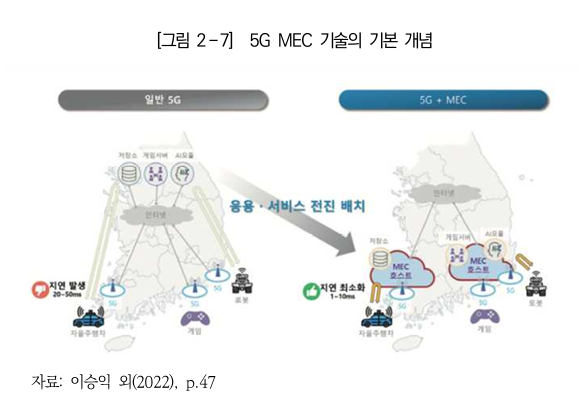 [그림 2-7] 5G MEC 기술의 기본 개념
일반 5G
5G + MEC
저장소 게임서버 AI모듈
인터넷
응용·서비스 전진 배치
인터넷
저장소
게임서버
AI모듈
MEC
호스트
MEC
호스트
지연 발생
20~50ms
5G
5G
5G
로봇
자율주행차
게임
지연 최소화
1~10ms
5G
5G
5G
로봇
자율주행차
게임
자료: 이승익 외(2022), p.47